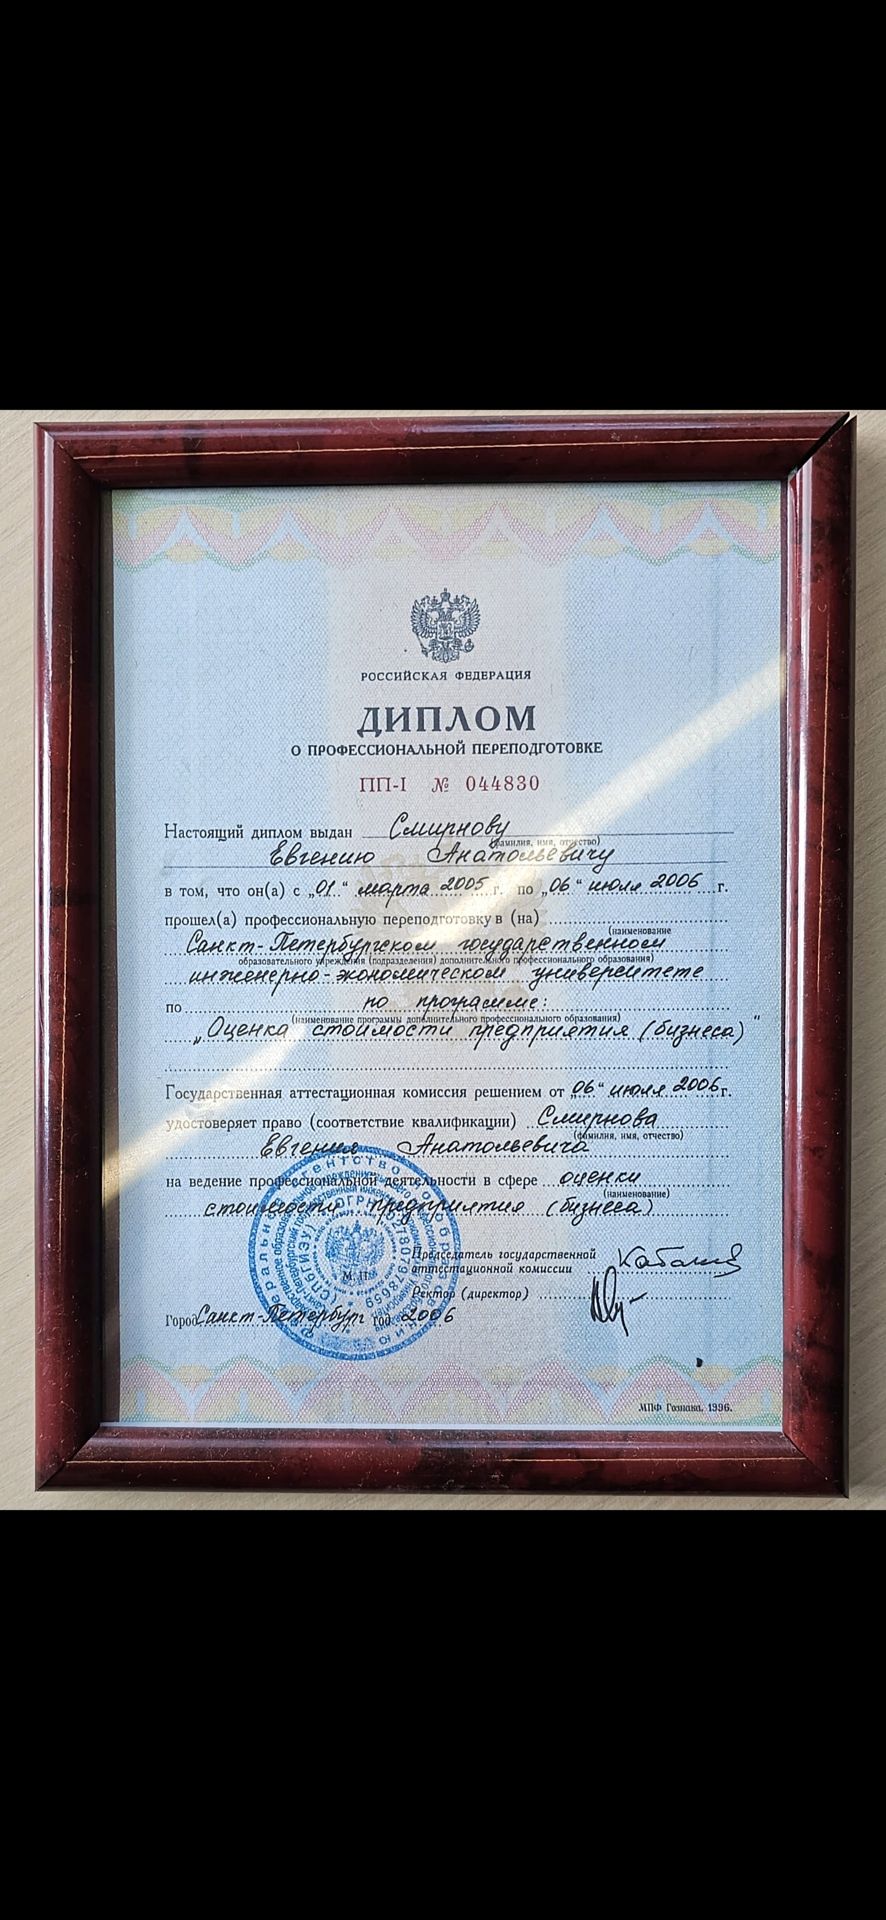 РОССИЙСКАЯ ФЕДЕРАЦИЯ
ДИПЛОМ
О ПРОФЕССИОНАЛЬНОЙ ПЕРЕПОДГОТОВКЕ
ПП-I № 044830
Настоящий диплом выдан Смирнову
(фамилия, имя, отчество)
Евгению Анатольевичу
в том, что он(а) с „01“ марта 2005 г. по „06“ июля 2006 г.
прошел(а) профессиональную переподготовку в (на)
(наименование
Санкт-Петербургском государственном
образовательного учреждения (подразделения) дополнительного профессионального образования)
инженерно-экономическом университете
по по программе:
(наименование программы дополнительного профессионального образования)
„Оценка стоимости предприятия (бизнеса)"
Государственная аттестационная комиссия решением от „06“ июля 2006 г.
удостоверяет право (соответствие квалификации) Смирнова
(фамилия, имя, отчество)
Евгения Анатольевича
на ведение профессиональной деятельности в сфере оценки
(наименование)
стоимости предприятия (бизнеса)
Председатель государственной
аттестационной комиссии
М. П.
Ректор (директор)
Город Санкт-Петербург год 2006
МПФ Гознака. 1996.